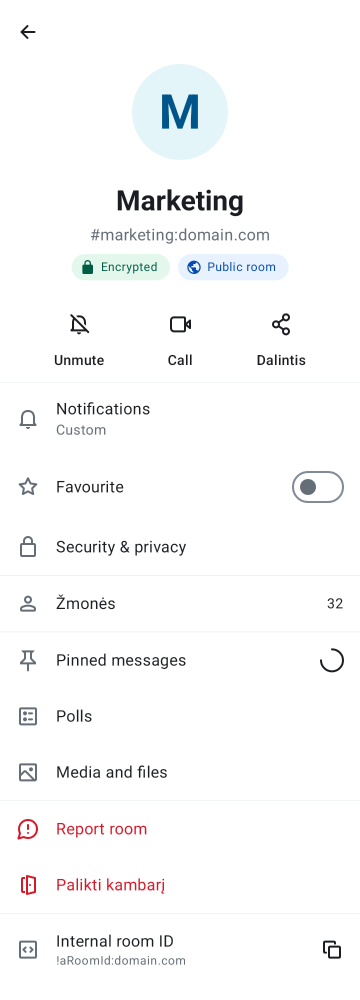 M
Marketing
#marketing:domain.com
Encrypted
Public room
Unmute
Call
Dalintis
Notifications
Custom
Favourite
Security & privacy
Žmonės
32
Pinned messages
Polls
Media and files
Report room
Palikti kambarį
Internal room ID
!aRoomId:domain.com